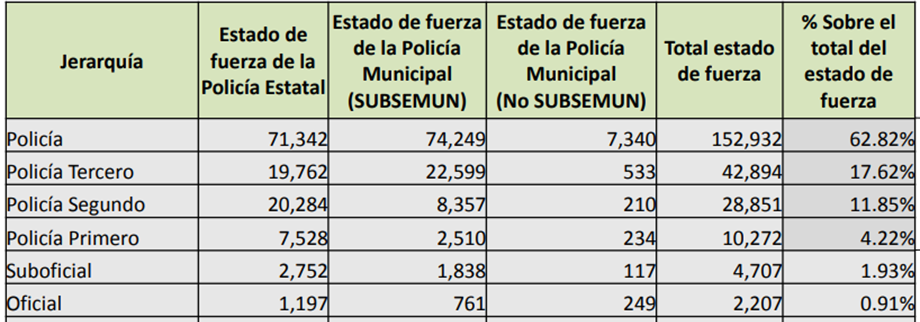 Jerarquía
Estado de
fuerza de la
Policía Estatal
Estado de fuerza
de la Policía
Municipal
(SUBSEMUN)
Estado de fuerza
de la Policía
Municipal
(No SUBSEMUN)
Total estado
de fuerza
% Sobre el
total del
estado de
fuerza
Policía 71,342 74,249 7,340 152,932 62.82%
Policía Tercero 19,762 22,599 533 42,894 17.62%
Policía Segundo 20,284 8,357 210 28,851 11.85%
Policía Primero 7,528 2,510 234 10,272 4.22%
Suboficial 2,752 1,838 117 4,707 1.93%
Oficial 1,197 761 249 2,207 0.91%